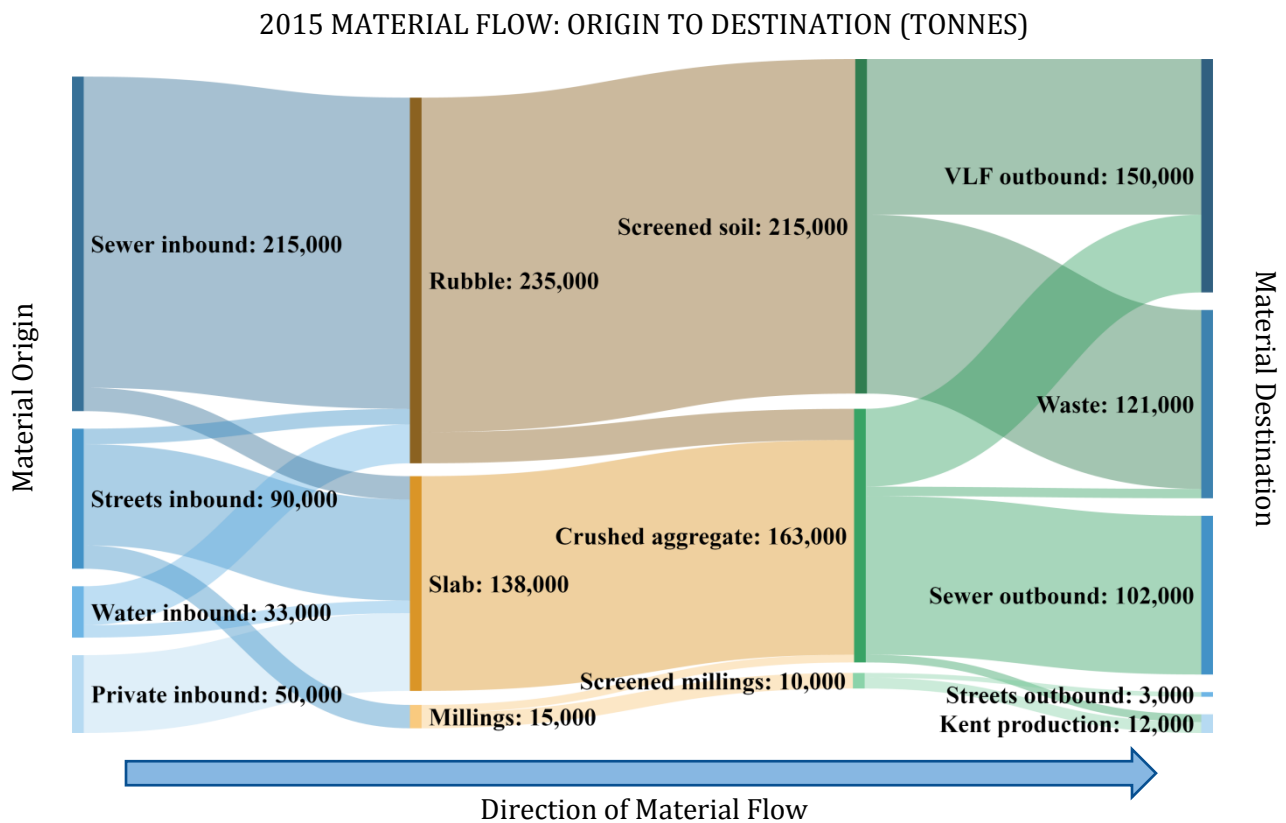 2015 MATERIAL FLOW: ORIGIN TO DESTINATION (TONNES)
Material Origin
Sewer inbound: 215,000
Streets inbound: 90,000
Water inbound: 33,000
Private inbound: 50,000
Rubble: 235,000
Slab: 138,000
Millings: 15,000
Screened soil: 215,000
Crushed aggregate: 163,000
Screened millings: 10,000
VLF outbound: 150,000
Waste: 121,000
Sewer outbound: 102,000
Streets outbound: 3,000
Kent production: 12,000
Material Destination
Direction of Material Flow